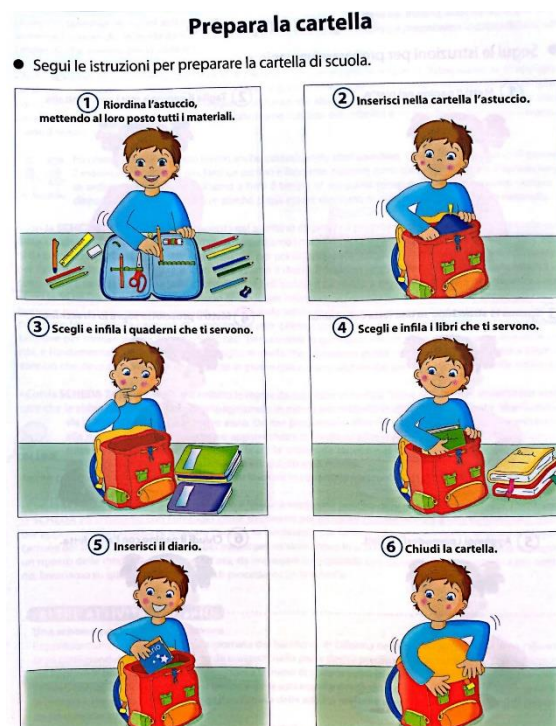 Prepara la cartella
● Segui le istruzioni per preparare la cartella di scuola.
1 Riordina l'astuccio,
mettendo al loro posto tutti i materiali.
2 Inserisci nella cartella l'astuccio.
3 Scegli e infila i quaderni che ti servono.
4 Scegli e infila i libri che ti servono.
5 Inserisci il diario.
6 Chiudi la cartella.